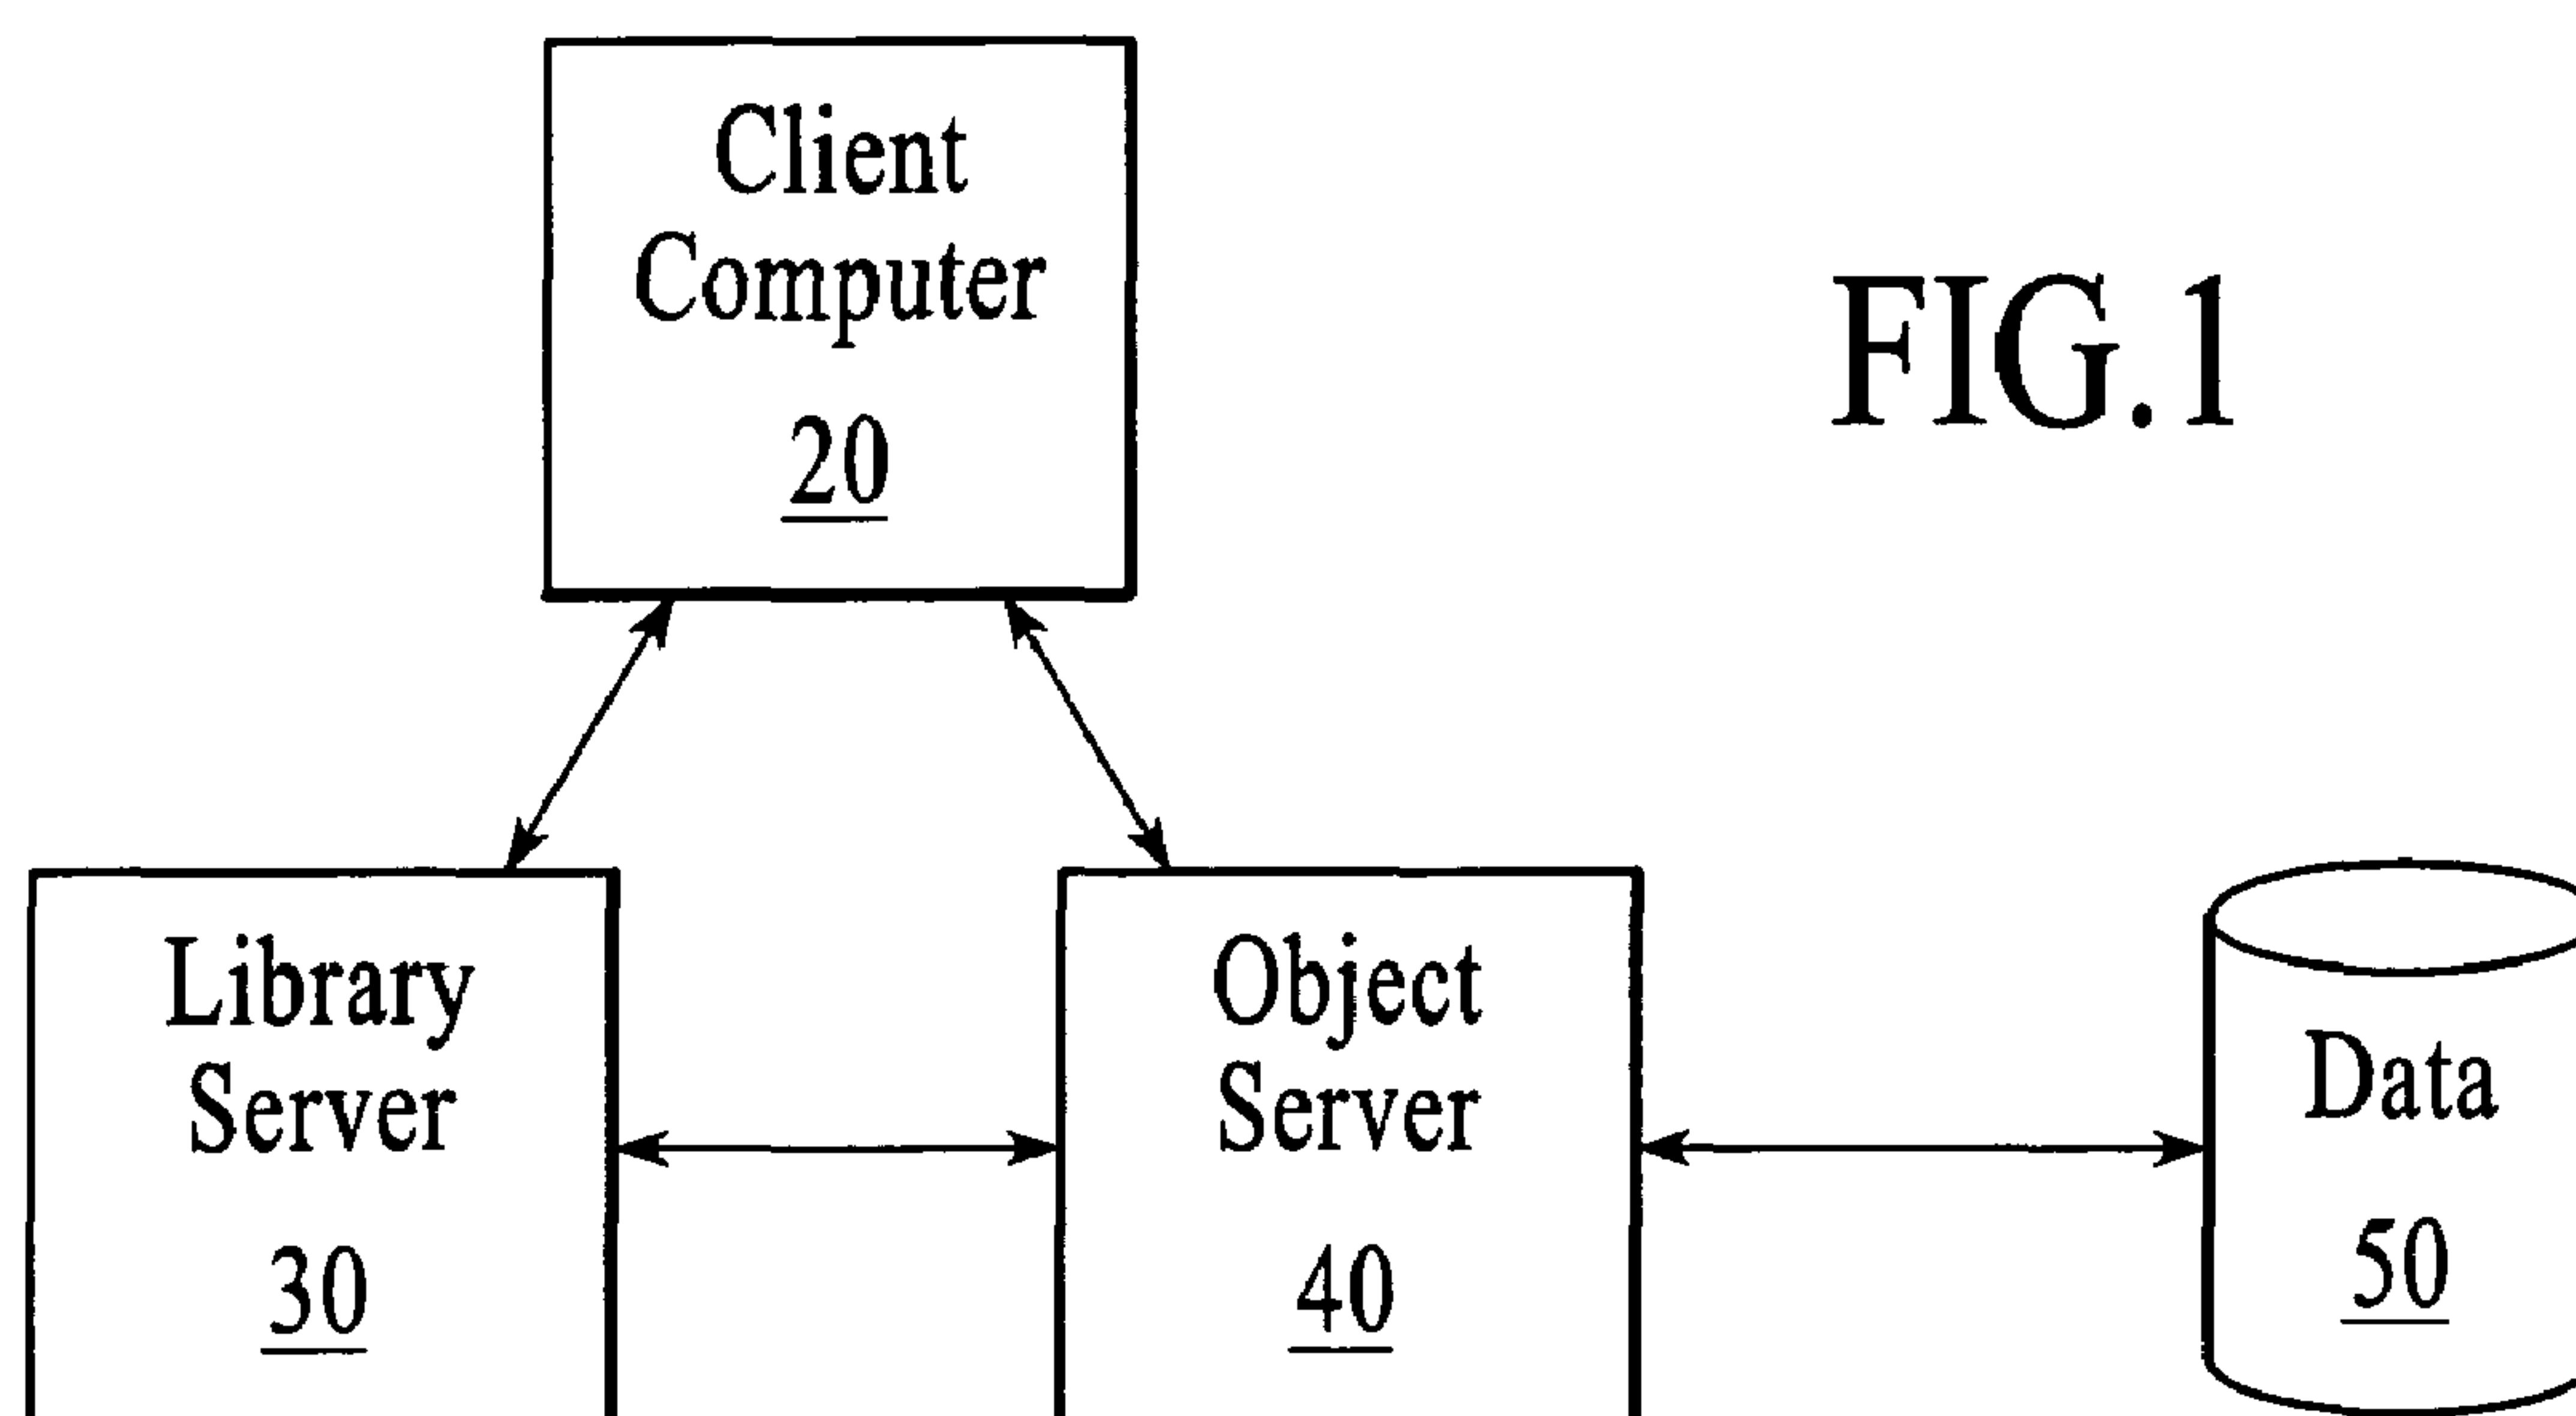 Client
Computer
20
FIG.1
Library
Server
30
Object
Server
40
Data
50